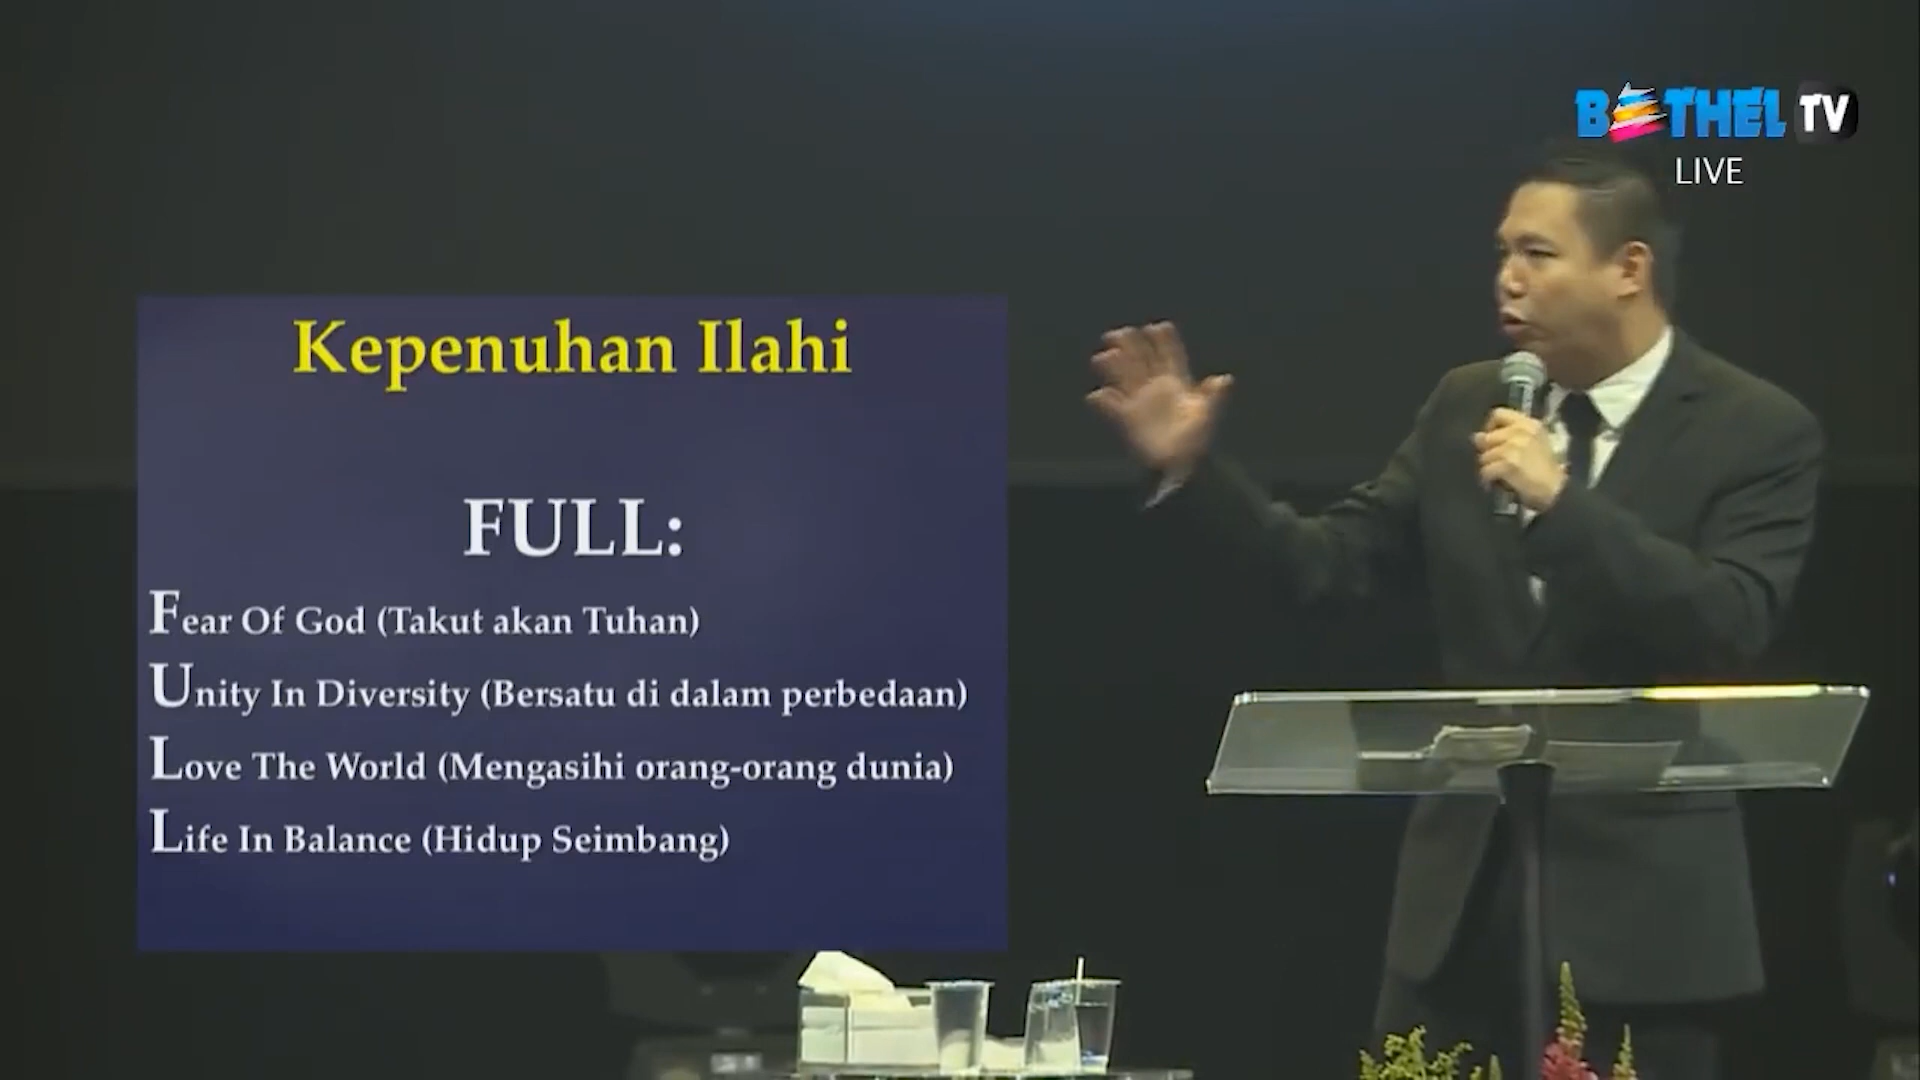 BETHEL TV
LIVE
Kepenuhan Ilahi
FULL:
Fear Of God (Takut akan Tuhan)
Unity In Diversity (Bersatu di dalam perbedaan)
Love The World (Mengasihi orang-orang dunia)
Life In Balance (Hidup Seimbang)